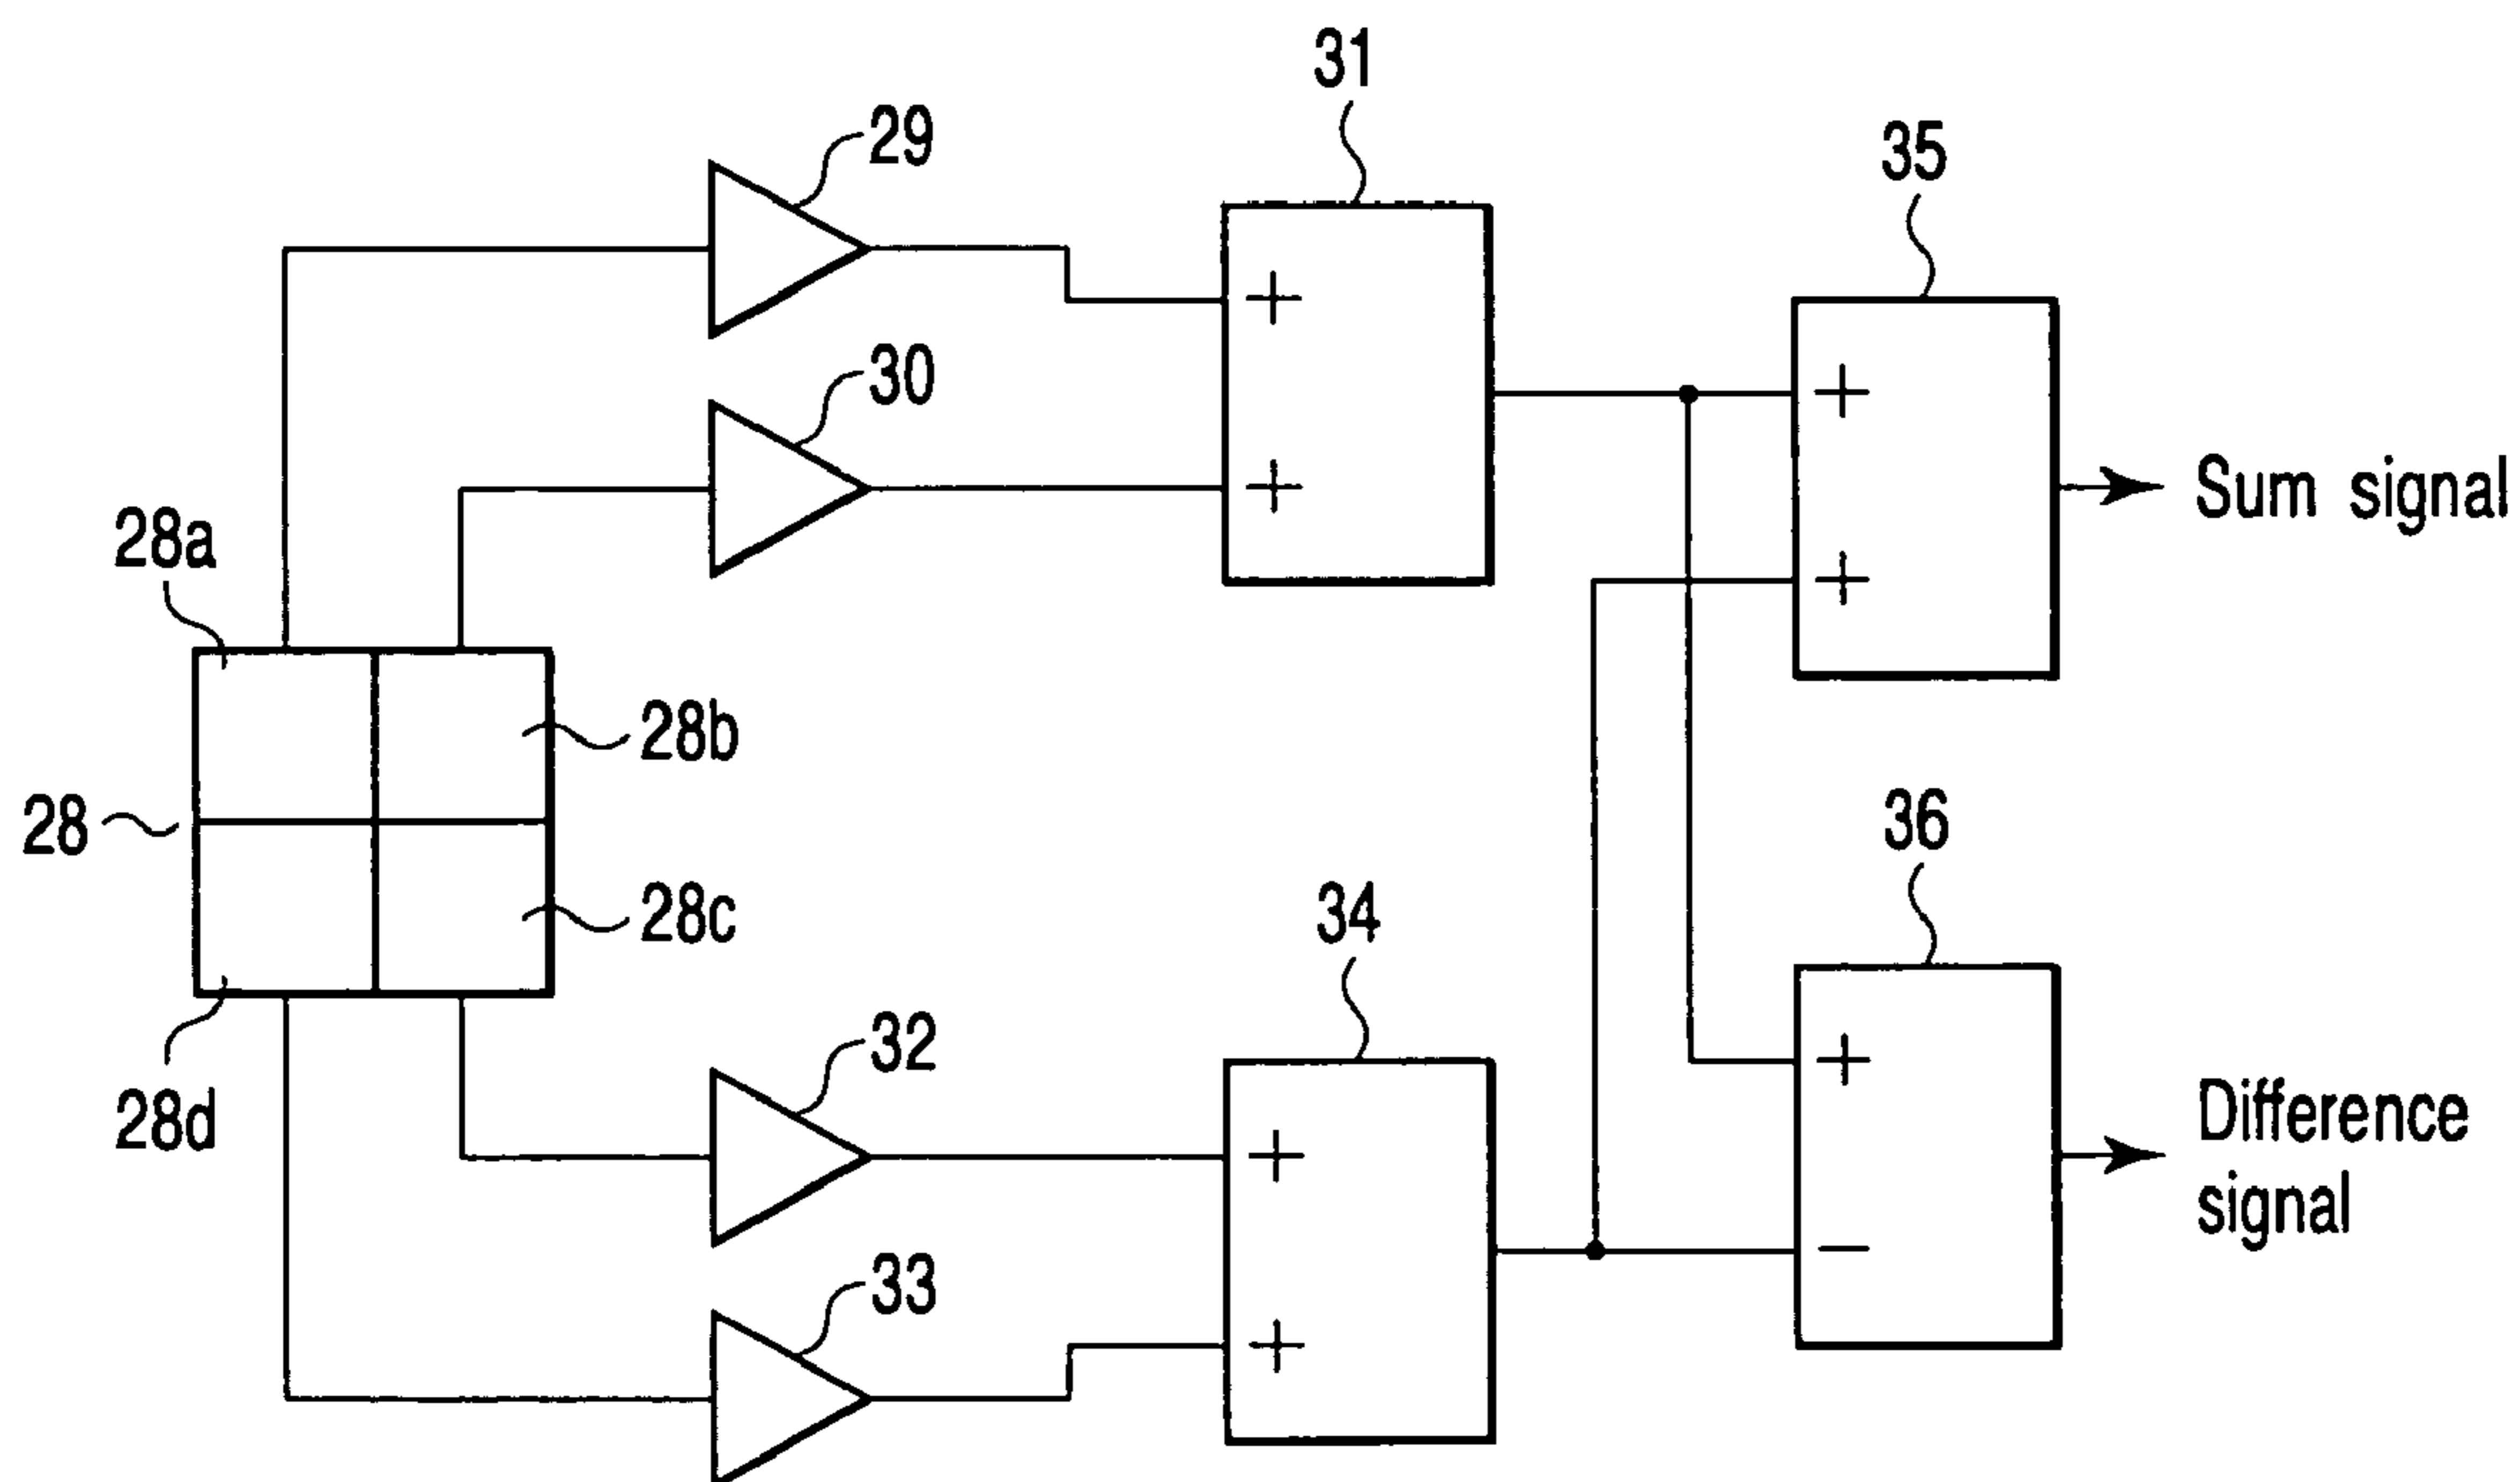 31
29
35
30
+
+
+
+
Sum signal
28a
28b
28
28c
36
34
32
28d
+
−
+
+
Difference
signal
33